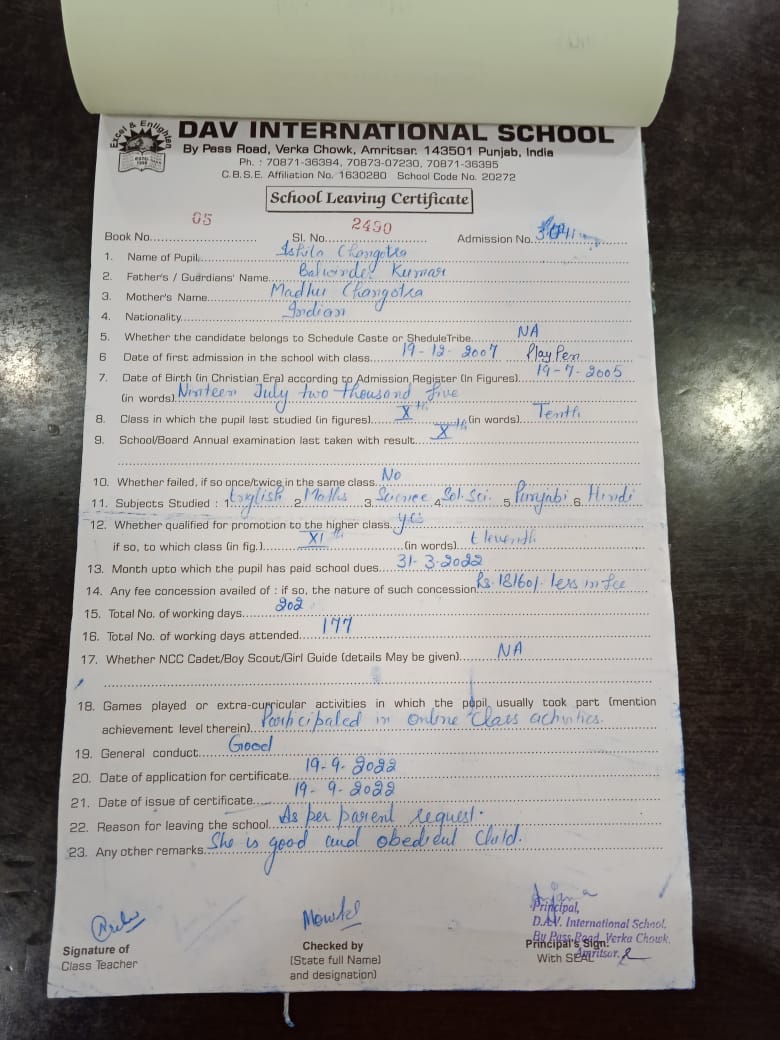 Excel & Enlighten
DAV INTERNATIONAL SCHOOL
By Pass Road, Verka Chowk, Amritsar. 143501 Punjab, India
Ph. : 70871-36394, 70873-07230, 70871-36395
C.B.S.E. Affiliation No. 1630280 School Code No. 20272
School Leaving Certificate
Book No. 05 Sl. No. 2490 Admission No.
1. Name of Pupil Ishita Changotra
2. Father's / Guardians' Name Balwinder Kumar
3. Mother's Name Madhu Changotra
4. Nationality Indian
5. Whether the candidate belongs to Schedule Caste or SheduleTribe NA
6 Date of first admission in the school with class 19-12-2007 Play Pen
7. Date of Birth (in Christian Era) according to Admission Register (In Figures) 19-7-2005
(in words) Ninteen July two thousand five
8. Class in which the pupil last studied (in figures) Xth (in words) Tenth
9. School/Board Annual examination last taken with result Xth
10. Whether failed, if so once/twice in the same class No
11. Subjects Studied : 1. English 2. Maths 3. Science 4. Sol. Sci. 5. Punjabi 6. Hindi
12. Whether qualified for promotion to the higher class yes
if so, to which class (in fig.) XIth (in words) Eleventh
13. Month upto which the pupil has paid school dues 31-3-2022
14. Any fee concession availed of : if so, the nature of such concession Rs. 18160/- less in fee
15. Total No. of working days 202
16. Total No. of working days attended 177
17. Whether NCC Cadet/Boy Scout/Girl Guide (details May be given) NA
18. Games played or extra-curricular activities in which the pupil usually took part (mention
achievement level therein) Participated in online Class activities.
19. General conduct Good
20. Date of application for certificate 19-9-2022
21. Date of issue of certificate 19-9-2022
22. Reason for leaving the school As per parent request.
23. Any other remarks She is good and obedient Child.
Signature of
Class Teacher
Checked by
(State full Name)
and designation)
Principal,
D.A.V. International School,
By Pass Road, Verka Chowk,
Amritsar.
Principal's Sign.
With SEAL